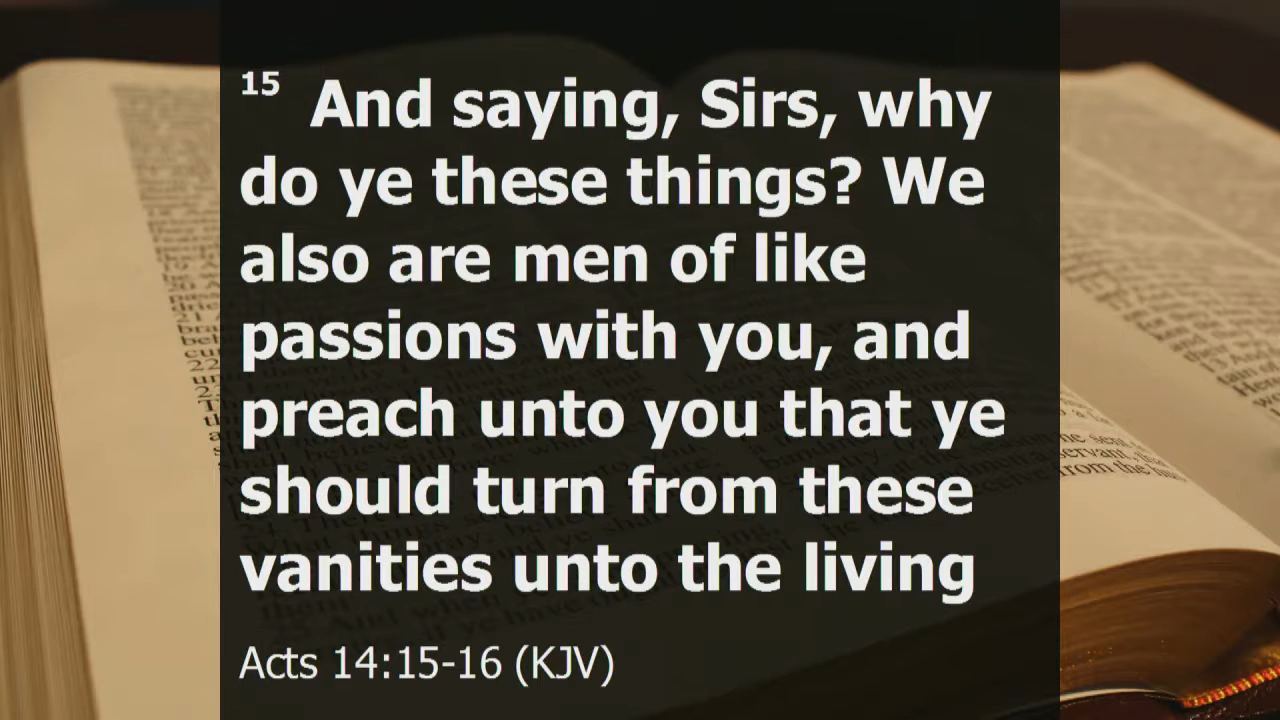 15 And saying, Sirs, why
do ye these things? We
also are men of like
passions with you, and
preach unto you that ye
should turn from these
vanities unto the living
Acts 14:15-16 (KJV)